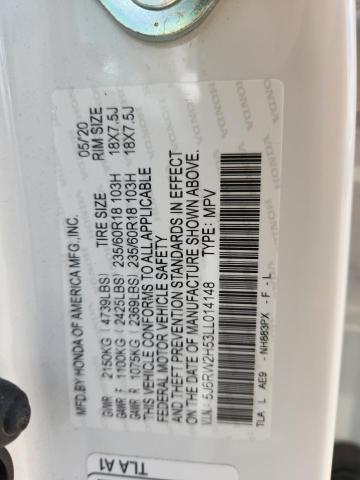 MFD.BY HONDA OF AMERICA MFG.,INC. 05/20
TIRE SIZE RIM SIZE
GVWR 2150KG (4739LBS)
GAWR F 1100KG (2425LBS) 235/60R18 103H 18X7.5J
GAWR R 1075KG (2369LBS) 235/60R18 103H 18X7.5J
THIS VEHICLE CONFORMS TO ALL APPLICABLE
FEDERAL MOTOR VEHICLE SAFETY
AND THEFT PREVENTION STANDARDS IN EFFECT
ON THE DATE OF MANUFACTURE SHOWN ABOVE.
V.I.N.: 5J6RW2H53LL014148 TYPE: MPV
TLA L AE9 - NH883PX - F - L
TLA A1
HONDA HONDA HONDA